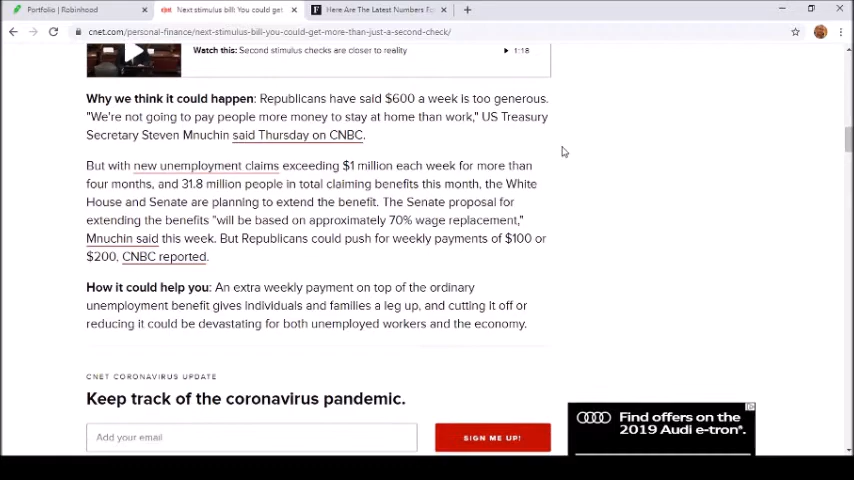 Portfolio | Robinhood
Next stimulus bill: You could get
Here Are The Latest Numbers Fo
cnet.com/personal-finance/next-stimulus-bill-you-could-get-more-than-just-a-second-check/
Watch this: Second stimulus checks are closer to reality
1:18
Why we think it could happen: Republicans have said $600 a week is too generous.
"We're not going to pay people more money to stay at home than work," US Treasury
Secretary Steven Mnuchin said Thursday on CNBC.
But with new unemployment claims exceeding $1 million each week for more than
four months, and 31.8 million people in total claiming benefits this month, the White
House and Senate are planning to extend the benefit. The Senate proposal for
extending the benefits "will be based on approximately 70% wage replacement,"
Mnuchin said this week. But Republicans could push for weekly payments of $100 or
$200, CNBC reported.
How it could help you: An extra weekly payment on top of the ordinary
unemployment benefit gives individuals and families a leg up, and cutting it off or
reducing it could be devastating for both unemployed workers and the economy.
CNET CORONAVIRUS UPDATE
Keep track of the coronavirus pandemic.
Add your email
SIGN ME UP!
Find offers on the
2019 Audi e-tron®.